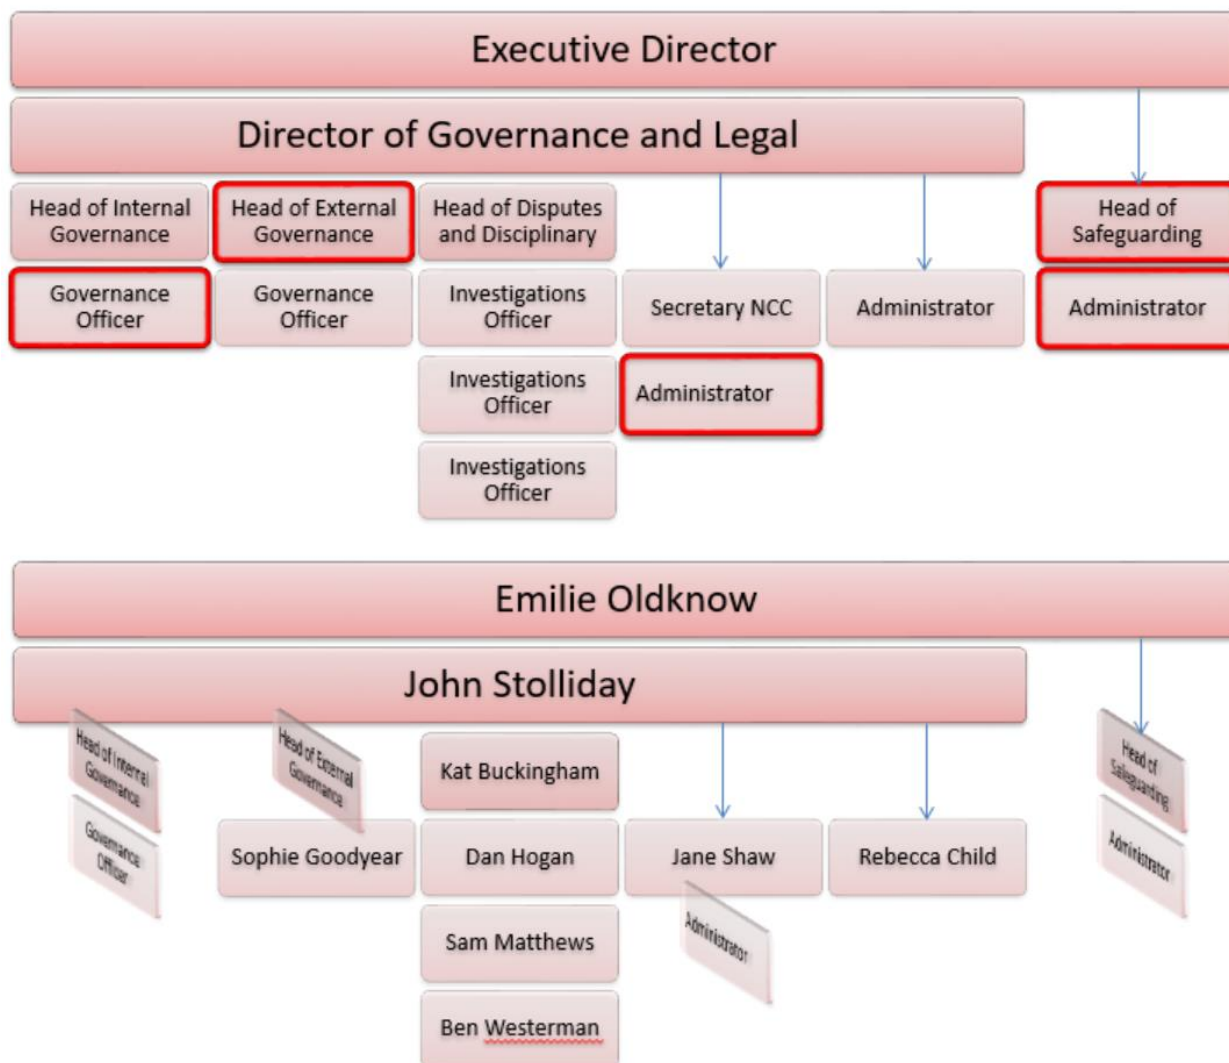 Executive Director
Director of Governance and Legal
Head of Internal
Governance
Head of External
Governance
Head of Disputes
and Disciplinary
Head of
Safeguarding
Governance
Officer
Governance
Officer
Investigations
Officer
Secretary NCC
Administrator
Administrator
Investigations
Officer
Administrator
Investigations
Officer
Emilie Oldknow
John Stolliday
Head of Internal
Governance
Head of External
Governance
Kat Buckingham
Head of
Safeguarding
Governance
Officer
Sophie Goodyear
Dan Hogan
Jane Shaw
Rebecca Child
Administrator
Administrator
Sam Matthews
Ben Westerman